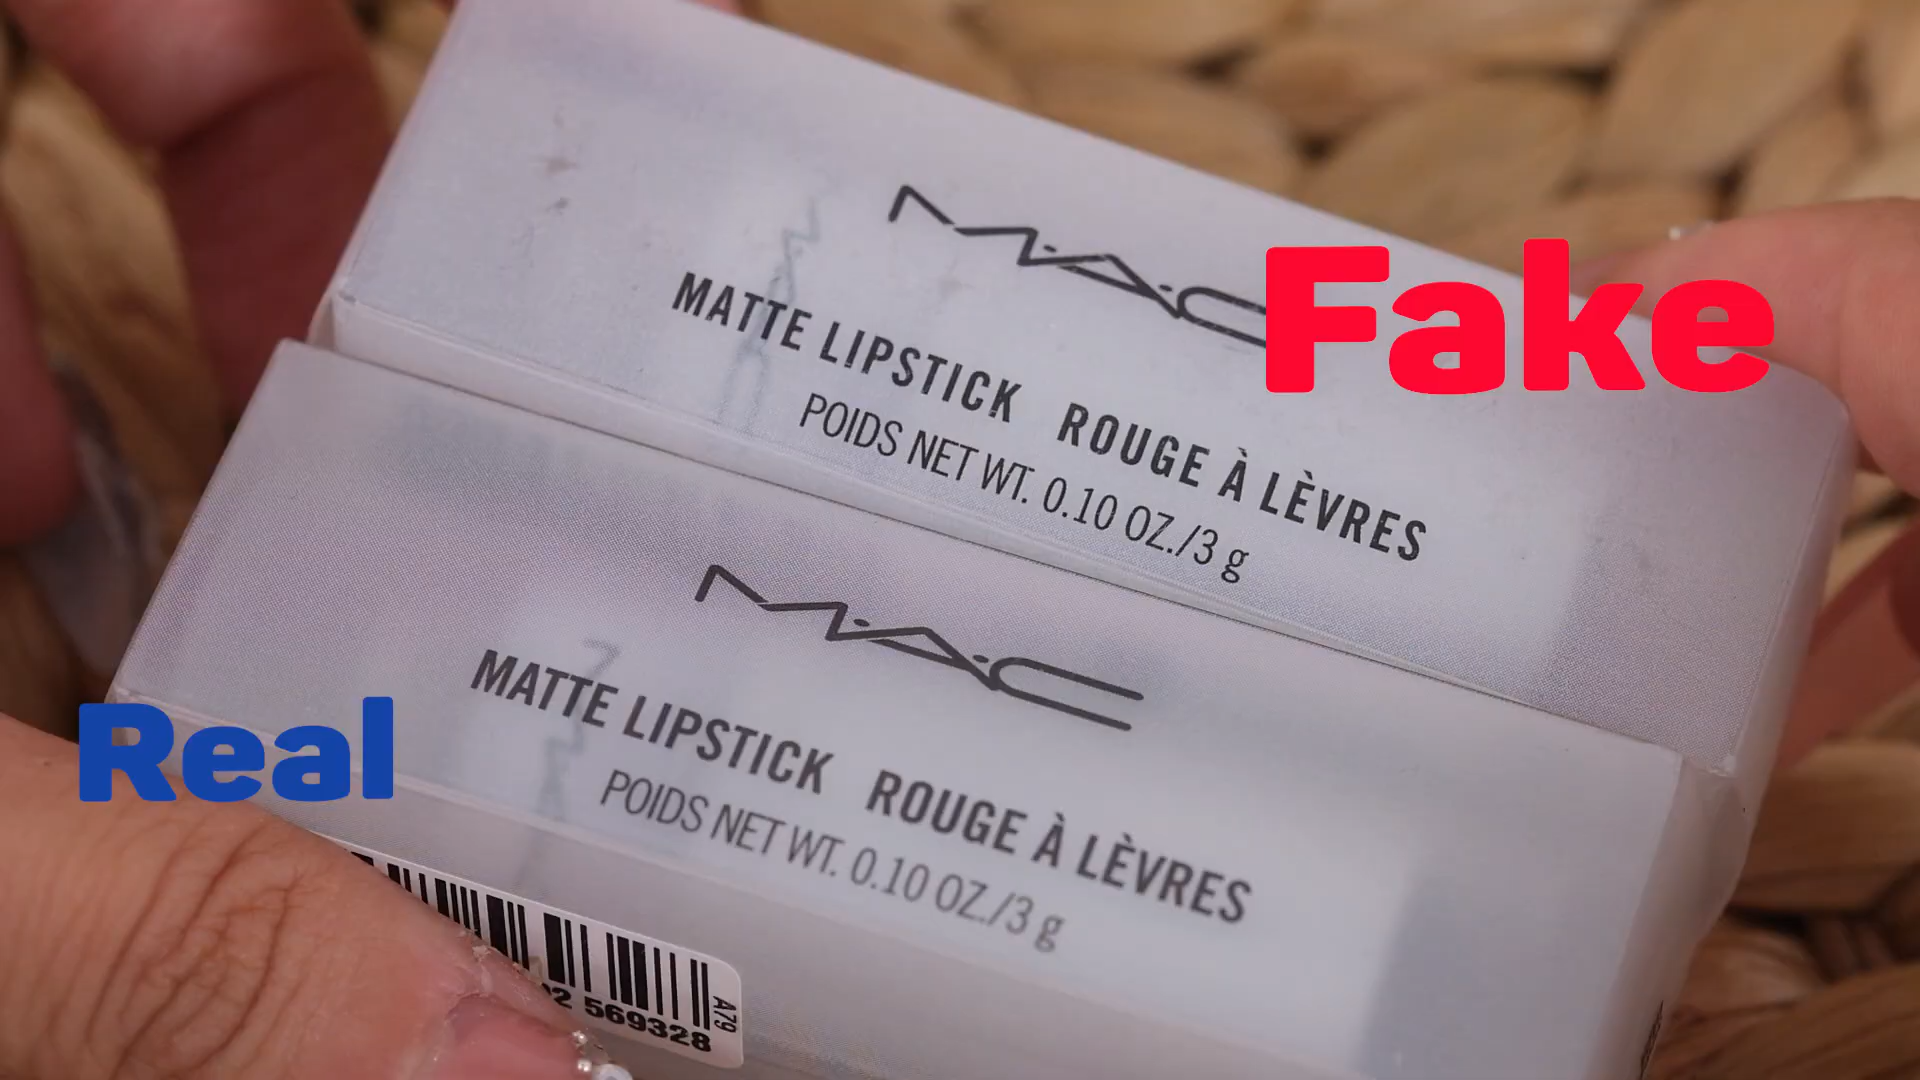 M·A·C
Fake
MATTE LIPSTICK ROUGE À LÈVRES
POIDS NET WT. 0.10 OZ./3 g
M·A·C
MATTE LIPSTICK ROUGE À LÈVRES
Real
POIDS NET WT. 0.10 OZ./3 g
2 569328
A79